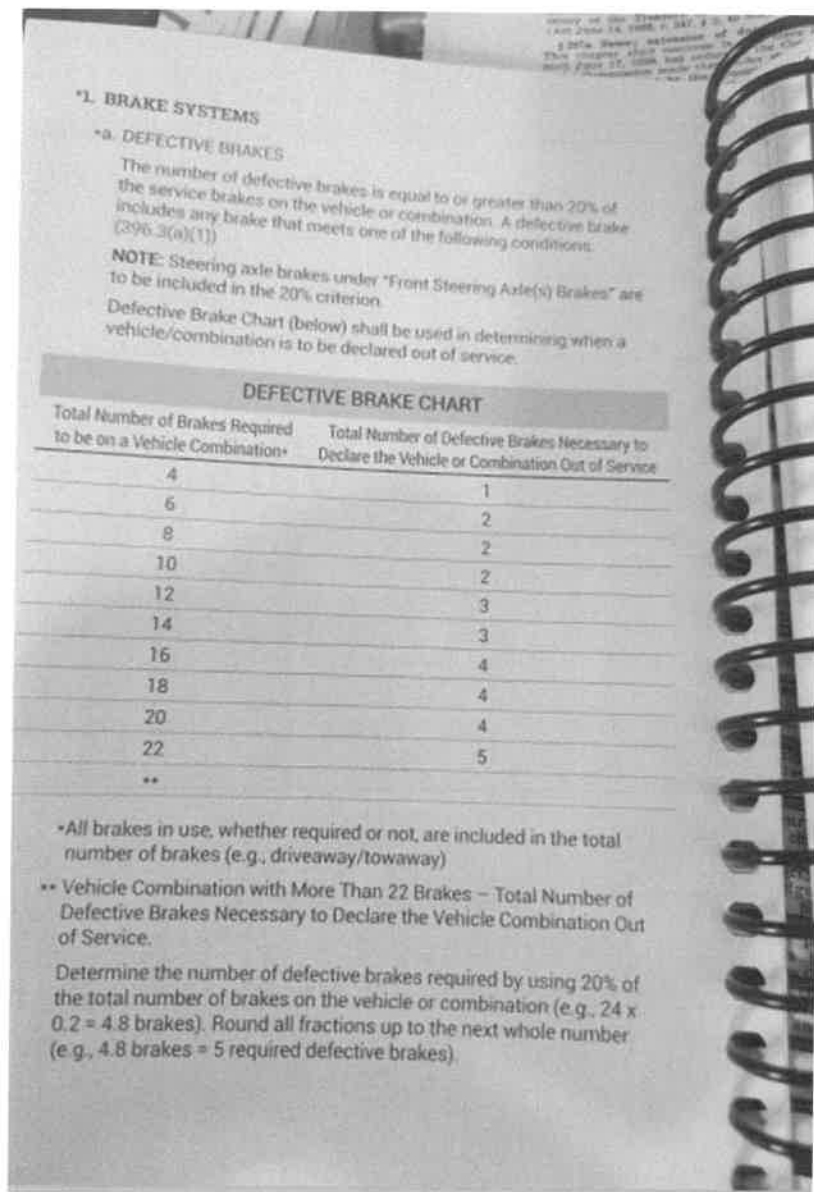 *1. BRAKE SYSTEMS
*a. DEFECTIVE BRAKES
The number of defective brakes is equal to or greater than 20% of
the service brakes on the vehicle or combination. A defective brake
includes any brake that meets one of the following conditions.
(396.3(a)(1))
NOTE: Steering axle brakes under "Front Steering Axle(s) Brakes" are
to be included in the 20% criterion.
Defective Brake Chart (below) shall be used in determining when a
vehicle/combination is to be declared out of service.
DEFECTIVE BRAKE CHART
Total Number of Brakes Required
to be on a Vehicle Combination*
Total Number of Defective Brakes Necessary to
Declare the Vehicle or Combination Out of Service
4 1
6 2
8 2
10 2
12 3
14 3
16 4
18 4
20 4
22 5
**
*All brakes in use, whether required or not, are included in the total
number of brakes (e.g., driveaway/towaway)
** Vehicle Combination with More Than 22 Brakes – Total Number of
Defective Brakes Necessary to Declare the Vehicle Combination Out
of Service.
Determine the number of defective brakes required by using 20% of
the total number of brakes on the vehicle or combination (e.g., 24 x
0.2 = 4.8 brakes). Round all fractions up to the next whole number
(e.g., 4.8 brakes = 5 required defective brakes).